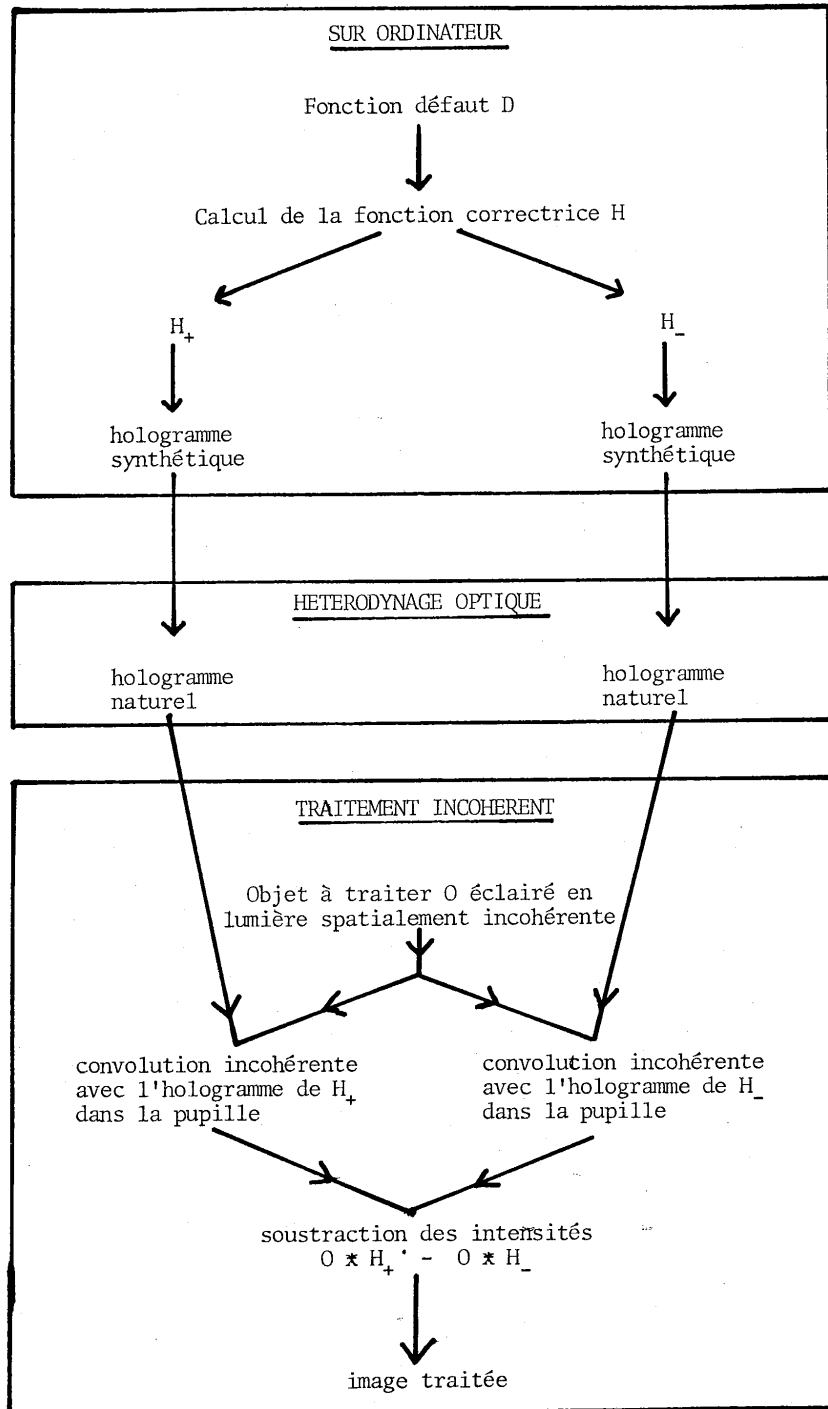 SUR ORDINATEUR
Fonction défaut D
Calcul de la fonction correctrice H
H+
H-
hologramme
synthétique
hologramme
synthétique
HETERODYNAGE OPTIQUE
hologramme
naturel
hologramme
naturel
TRAITEMENT INCOHERENT
Objet à traiter O éclairé en
lumière spatialement incohérente
convolution incohérente
avec l'hologramme de H+
dans la pupille
convolution incohérente
avec l'hologramme de H-
dans la pupille
soustraction des intensités
O * H+ - O * H-
image traitée